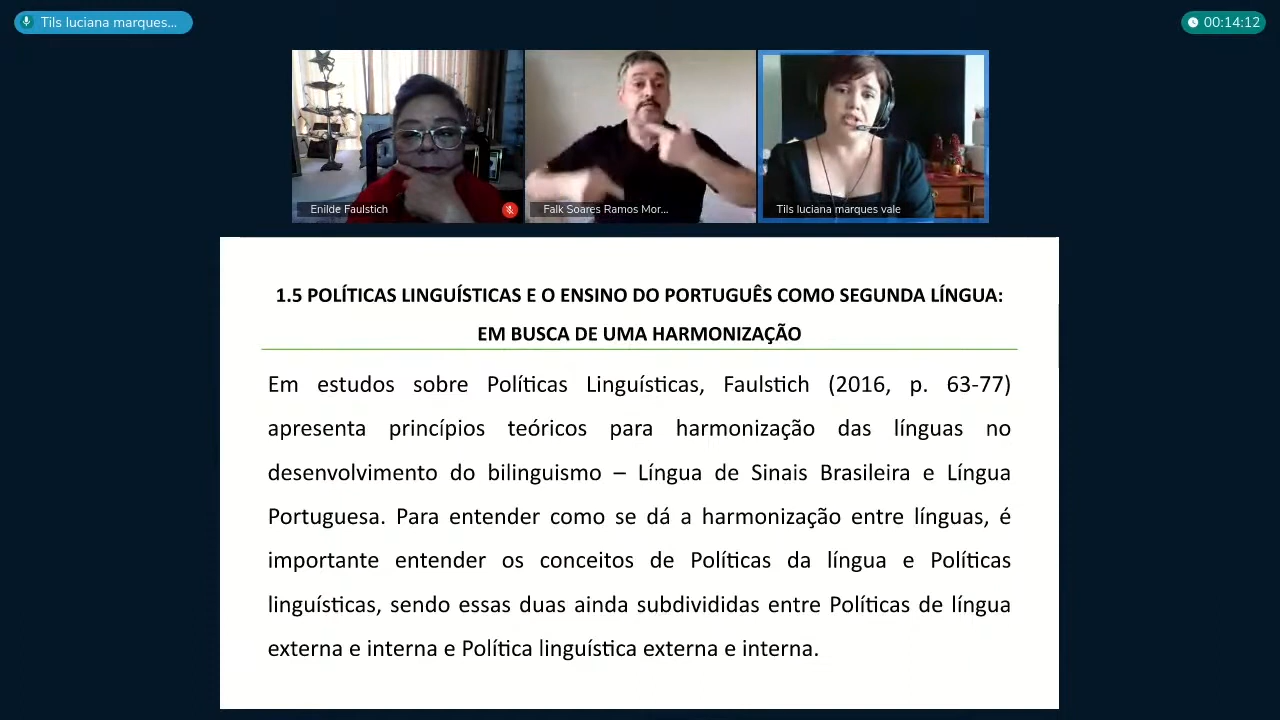 Tils luciana marques...
00:14:12
Enilde Faulstich
Falk Soares Ramos Mor...
Tils luciana marques vale
1.5 POLÍTICAS LINGUÍSTICAS E O ENSINO DO PORTUGUÊS COMO SEGUNDA LÍNGUA:
EM BUSCA DE UMA HARMONIZAÇÃO
Em estudos sobre Políticas Linguísticas, Faulstich (2016, p. 63-77)
apresenta princípios teóricos para harmonização das línguas no
desenvolvimento do bilinguismo – Língua de Sinais Brasileira e Língua
Portuguesa. Para entender como se dá a harmonização entre línguas, é
importante entender os conceitos de Políticas da língua e Políticas
linguísticas, sendo essas duas ainda subdivididas entre Políticas de língua
externa e interna e Política linguística externa e interna.